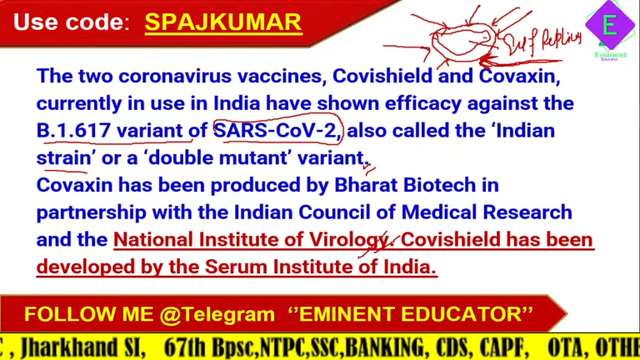 Use code: SPAJKUMAR
Self Replica
E
Eminent
Educator
The two coronavirus vaccines, Covishield and Covaxin,
currently in use in India have shown efficacy against the
B.1.617 variant of SARS-CoV-2, also called the ‘Indian
strain’ or a ‘double mutant’ variant.
Covaxin has been produced by Bharat Biotech in
partnership with the Indian Council of Medical Research
and the National Institute of Virology. Covishield has been
developed by the Serum Institute of India.
FOLLOW ME @Telegram ‘’EMINENT EDUCATOR’’
C , Jharkhand SI, 67th Bpsc,NTPC,SSC,BANKING, CDS, CAPF, OTA, OTHE